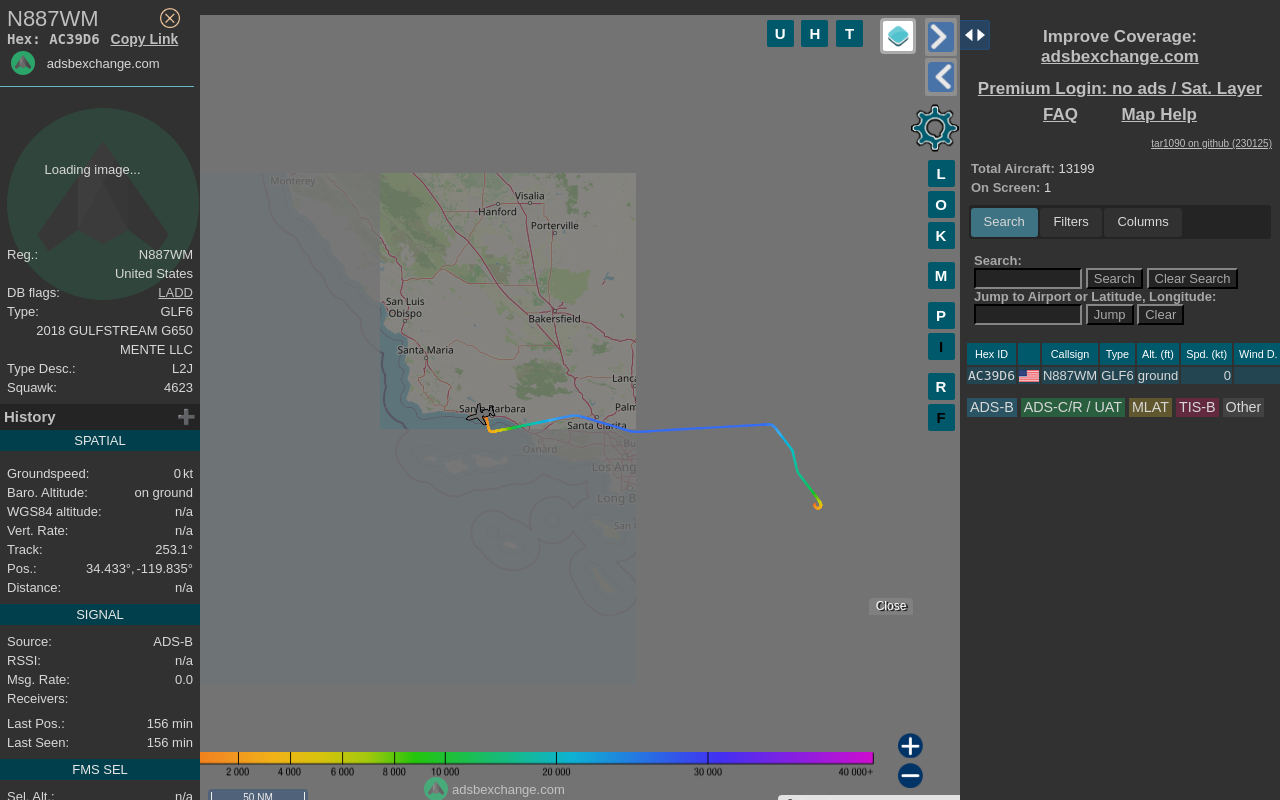 N887WM
Hex: AC39D6 Copy Link
adsbexchange.com
Loading image...
Reg.: N887WM
United States
DB flags: LADD
Type: GLF6
2018 GULFSTREAM G650
MENTE LLC
Type Desc.: L2J
Squawk: 4623
History
SPATIAL
Groundspeed: 0 kt
Baro. Altitude: on ground
WGS84 altitude: n/a
Vert. Rate: n/a
Track: 253.1°
Pos.: 34.433°, -119.835°
Distance: n/a
SIGNAL
Source: ADS-B
RSSI: n/a
Msg. Rate: 0.0
Receivers:
Last Pos.: 156 min
Last Seen: 156 min
FMS SEL
Sel. Alt.: n/a
U H T
L
O
K
M
P
I
R
F
Monterey
Visalia
Hanford
Porterville
San Luis
Obispo
Bakersfield
Santa Maria
Lanca
Santa Barbara
Palm
Santa Clarita
Oxnard
Bu
Los Ang
Long B
San
Close
2 000 4 000 6 000 8 000 10 000 20 000 30 000 40 000+
adsbexchange.com
50 NM
Improve Coverage:
adsbexchange.com
Premium Login: no ads / Sat. Layer
FAQ Map Help
tar1090 on github (230125)
Total Aircraft: 13199
On Screen: 1
Search Filters Columns
Search:
Search Clear Search
Jump to Airport or Latitude, Longitude:
Jump Clear
Hex ID Callsign Type Alt. (ft) Spd. (kt) Wind D.
AC39D6 N887WM GLF6 ground 0
ADS-B ADS-C/R / UAT MLAT TIS-B Other